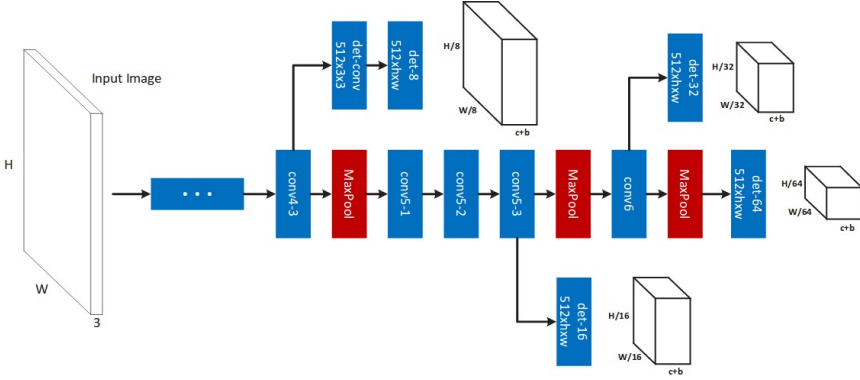 Input Image
H
W
3
• • •
conv4-3
MaxPool
conv5-1
conv5-2
conv5-3
MaxPool
conv6
MaxPool
det-64
512xhxw
H/64
W/64
c+b
det-conv
512x3x3
det-8
512xhxw
H/8
W/8
c+b
det-32
512xhxw
H/32
W/32
c+b
det-16
512xhxw
H/16
W/16
c+b